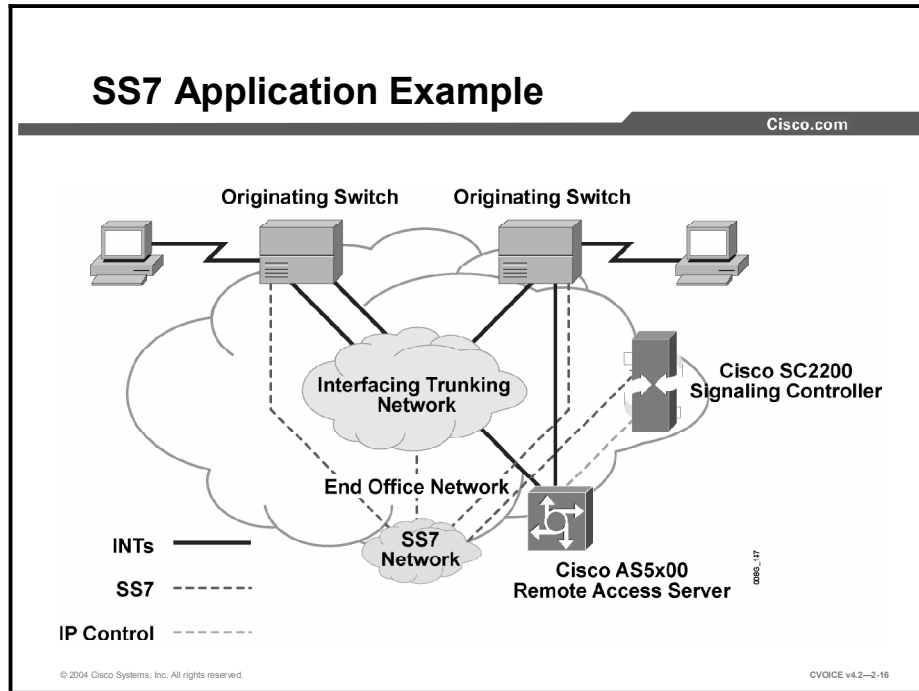 SS7 Application Example
Cisco.com
Originating Switch
Originating Switch
Interfacing Trunking
Network
Cisco SC2200
Signaling Controller
End Office Network
SS7
Network
INTs
SS7
IP Control
Cisco AS5x00
Remote Access Server
008G_147
© 2004 Cisco Systems, Inc. All rights reserved.
CVOICE v4.2—2-16